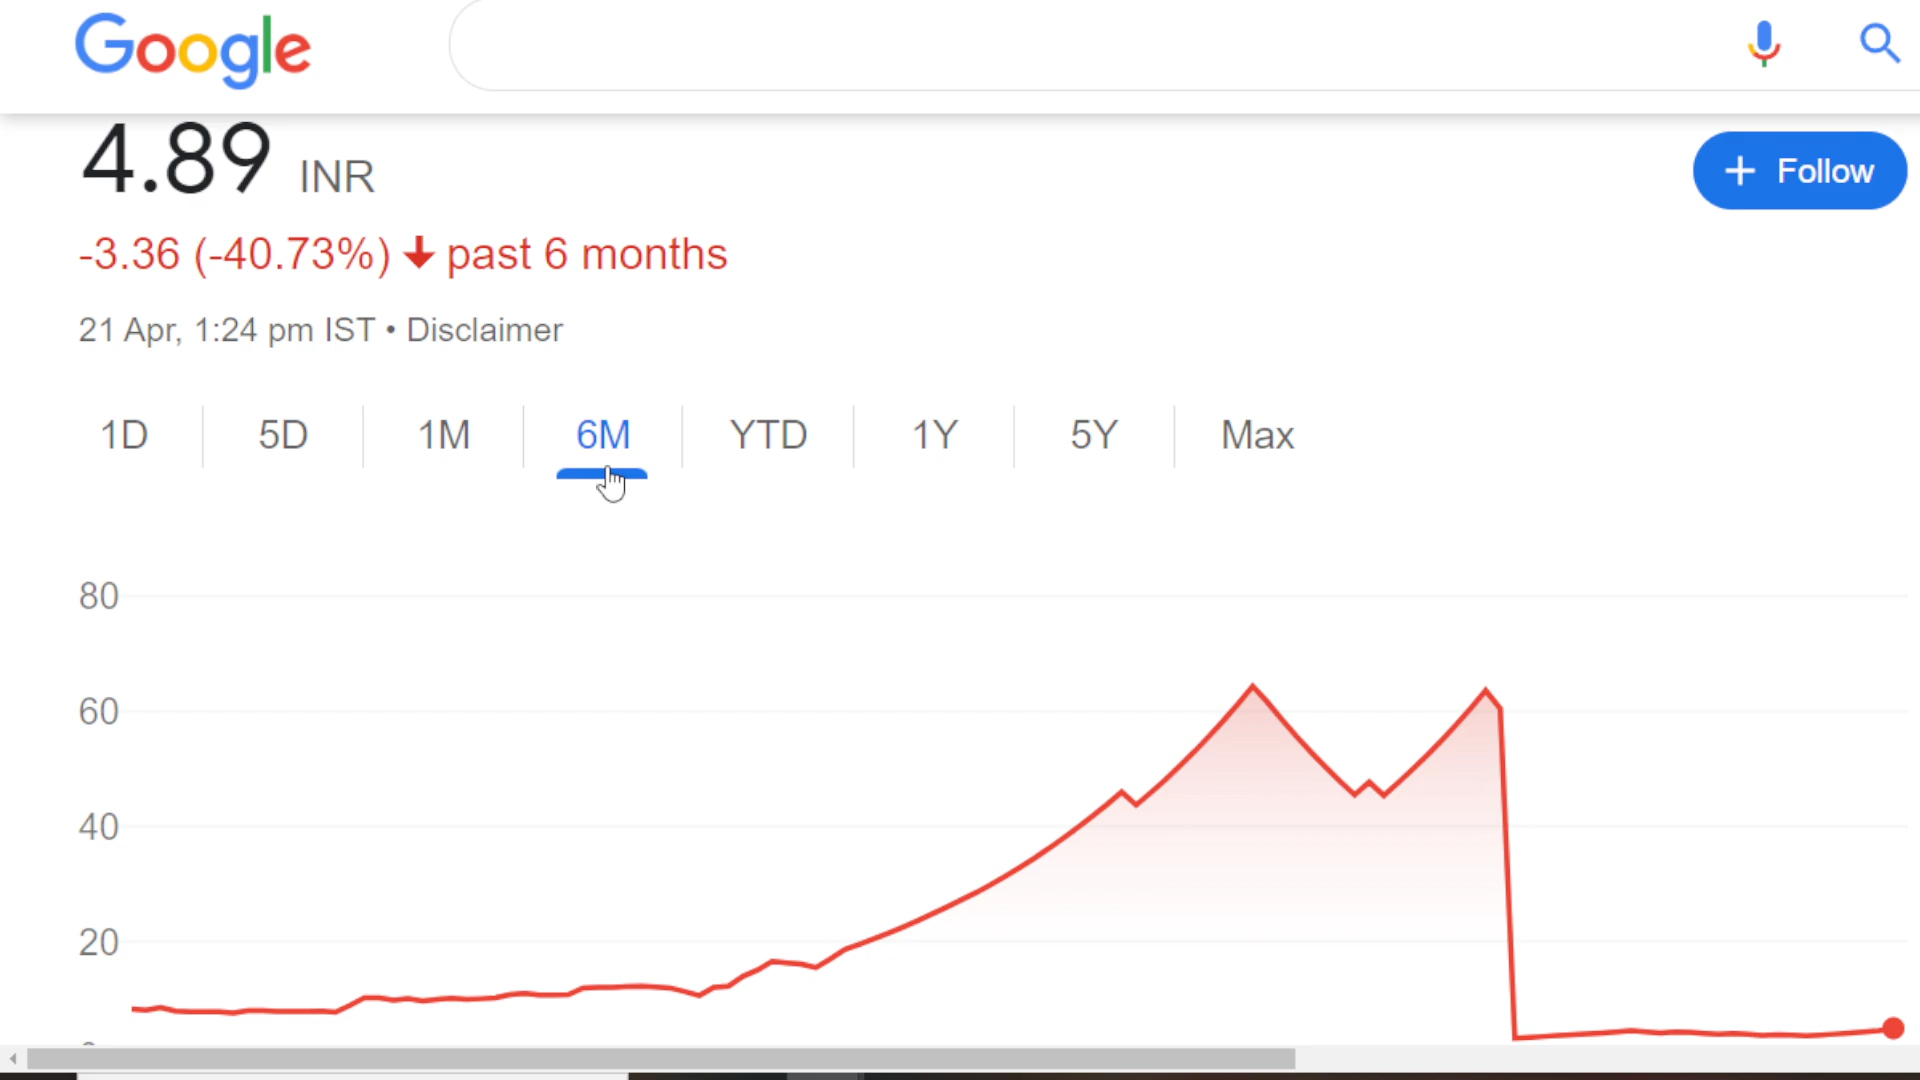 Google
4.89 INR
+ Follow
-3.36 (-40.73%) ↓ past 6 months
21 Apr, 1:24 pm IST • Disclaimer
1D 5D 1M 6M YTD 1Y 5Y Max
80
60
40
20